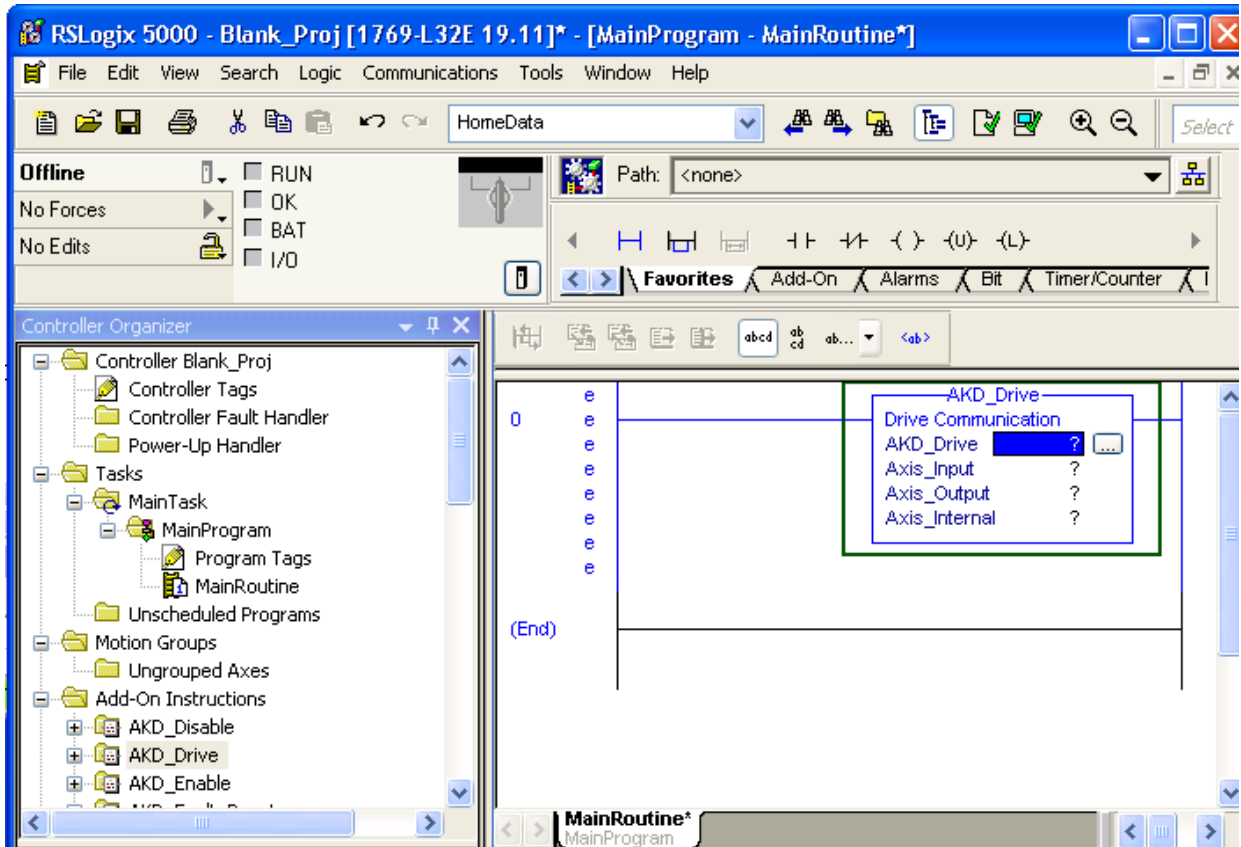 RSLogix 5000 - Blank_Proj [1769-L32E 19.11]* - [MainProgram - MainRoutine*]
File Edit View Search Logic Communications Tools Window Help
HomeData
Select
Offline
RUN
Path: <none>
No Forces
OK
BAT
No Edits
I/O
(U) (L)
Favorites Add-On Alarms Bit Timer/Counter
Controller Organizer
abcd ab cd ab... <ab>
Controller Blank_Proj
Controller Tags
Controller Fault Handler
Power-Up Handler
Tasks
MainTask
MainProgram
Program Tags
MainRoutine
Unscheduled Programs
Motion Groups
Ungrouped Axes
Add-On Instructions
AKD_Disable
AKD_Drive
AKD_Enable
e
0 e
e
e
e
e
e
e
AKD_Drive
Drive Communication
AKD_Drive ? ...
Axis_Input ?
Axis_Output ?
Axis_Internal ?
(End)
MainRoutine*
MainProgram